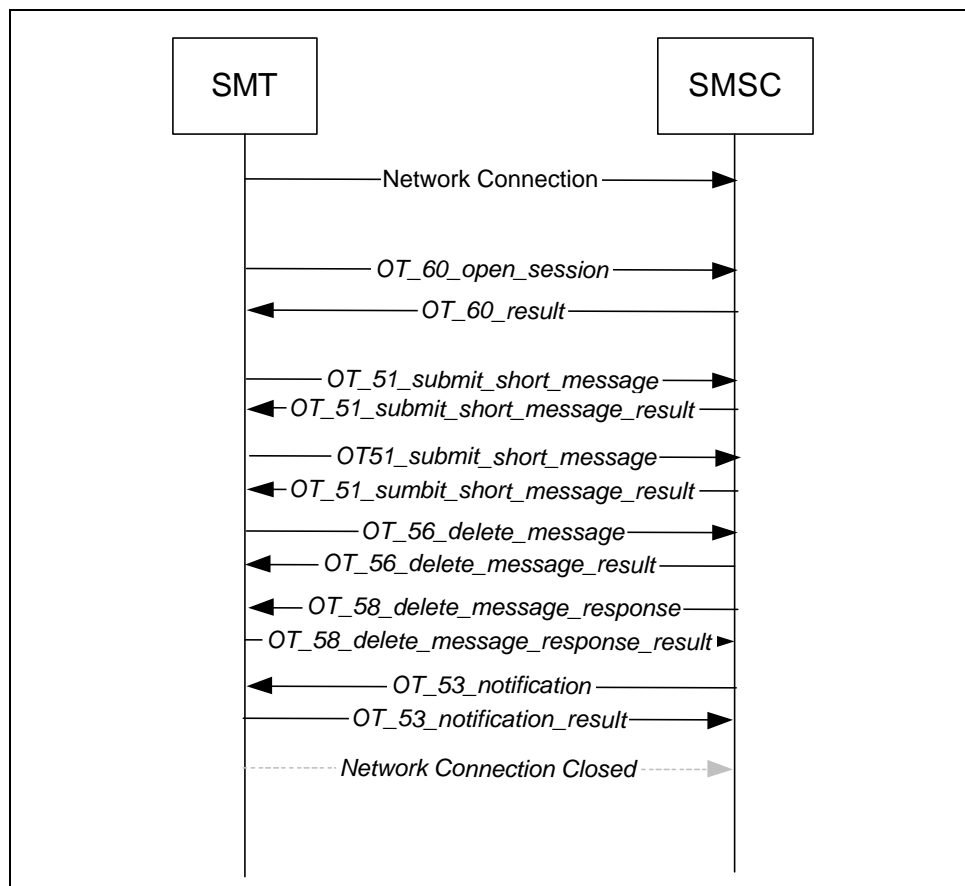 SMT
SMSC
Network Connection
OT_60_open_session
OT_60_result
OT_51_submit_short_message
OT_51_submit_short_message_result
OT51_submit_short_message
OT_51_sumbit_short_message_result
OT_56_delete_message
OT_56_delete_message_result
OT_58_delete_message_response
OT_58_delete_message_response_result
OT_53_notification
OT_53_notification_result
Network Connection Closed